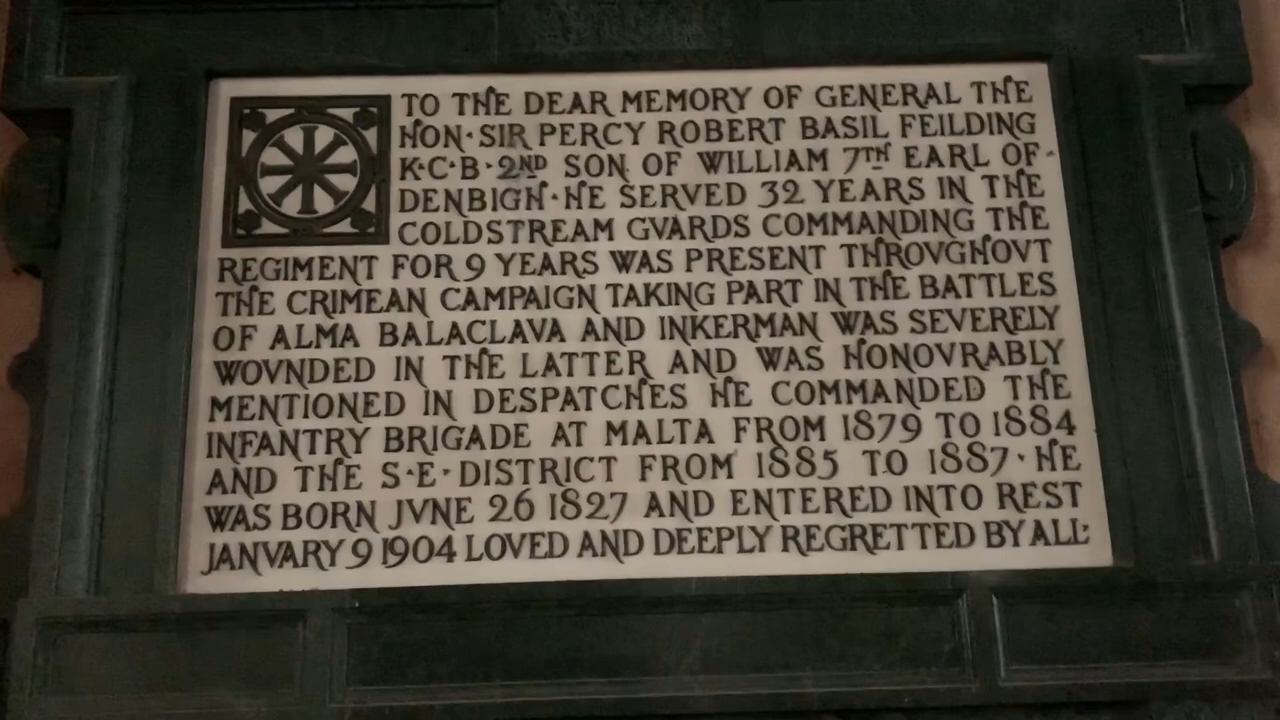 TO THE DEAR MEMORY OF GENERAL THE
HON·SIR PERCY ROBERT BASIL FEILDING
K·C·B·2ND SON OF WILLIAM 7TH EARL OF·
DENBIGH·HE SERVED 32 YEARS IN THE
COLDSTREAM GVARDS COMMANDING THE
REGIMENT FOR 9 YEARS WAS PRESENT THROVGHOVT
THE CRIMEAN CAMPAIGN TAKING PART IN THE BATTLES
OF ALMA BALACLAVA AND INKERMAN WAS SEVERELY
WOVNDED IN THE LATTER AND WAS HONOVRABLY
MENTIONED IN DESPATCHES HE COMMANDED THE
INFANTRY BRIGADE AT MALTA FROM 1879 TO 1884
AND THE S·E·DISTRICT FROM 1885 TO 1887·HE
WAS BORN JVNE 26 1827 AND ENTERED INTO REST
JANVARY 9 1904 LOVED AND DEEPLY REGRETTED BY ALL·